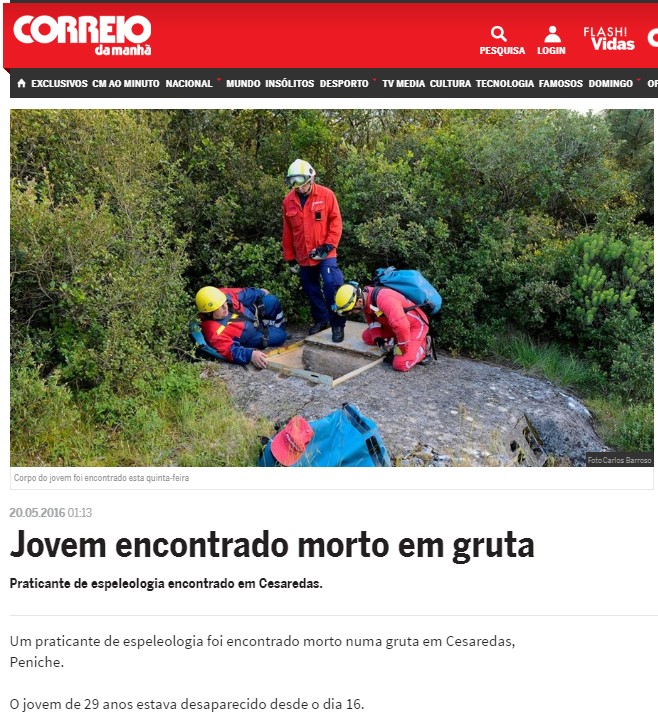 CORREIO
da manhã
PESQUISA
LOGIN
FLASH!
Vidas
EXCLUSIVOS CM AO MINUTO NACIONAL MUNDO INSÓLITOS DESPORTO TV MEDIA CULTURA TECNOLOGIA FAMOSOS DOMINGO
Foto Carlos Barroso
Corpo do jovem foi encontrado esta quinta-feira
20.05.2016 01:13
Jovem encontrado morto em gruta
Praticante de espeleologia encontrado em Cesaredas.
Um praticante de espeleologia foi encontrado morto numa gruta em Cesaredas,
Peniche.
O jovem de 29 anos estava desaparecido desde o dia 16.